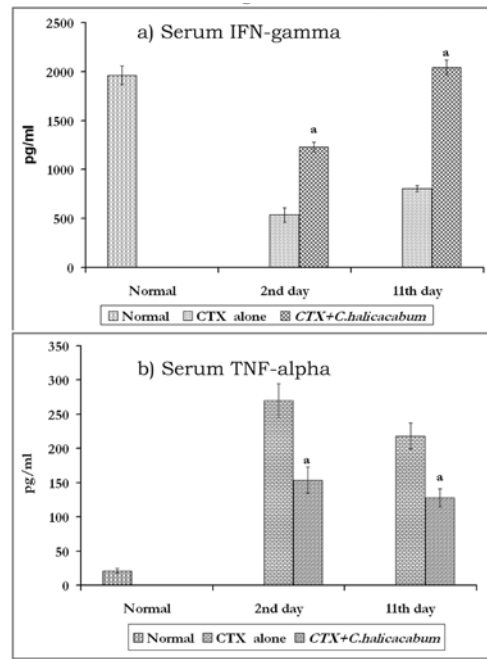 a) Serum IFN-gamma
2500
2000
1500
1000
500
0
pg/ml
a
a
Normal 2nd day 11th day
Normal CTX alone CTX+C.halicacabum
b) Serum TNF-alpha
350
300
250
200
150
100
50
0
pg/ml
a
a
Normal 2nd day 11th day
Normal CTX alone CTX+C.halicacabum